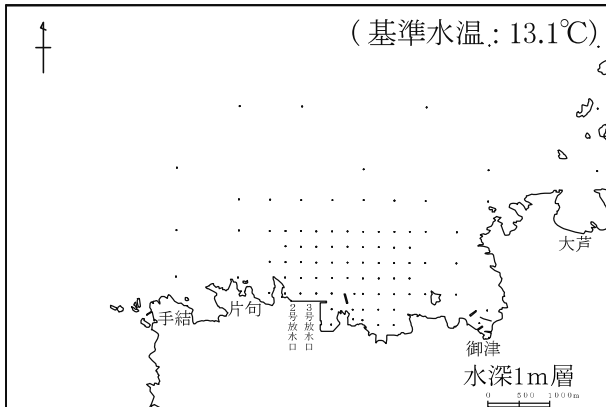 (基準水温:13.1℃)
大芦
手結
片句
2号放水口
3号放水口
御津
水深1m層
0 500 1000m